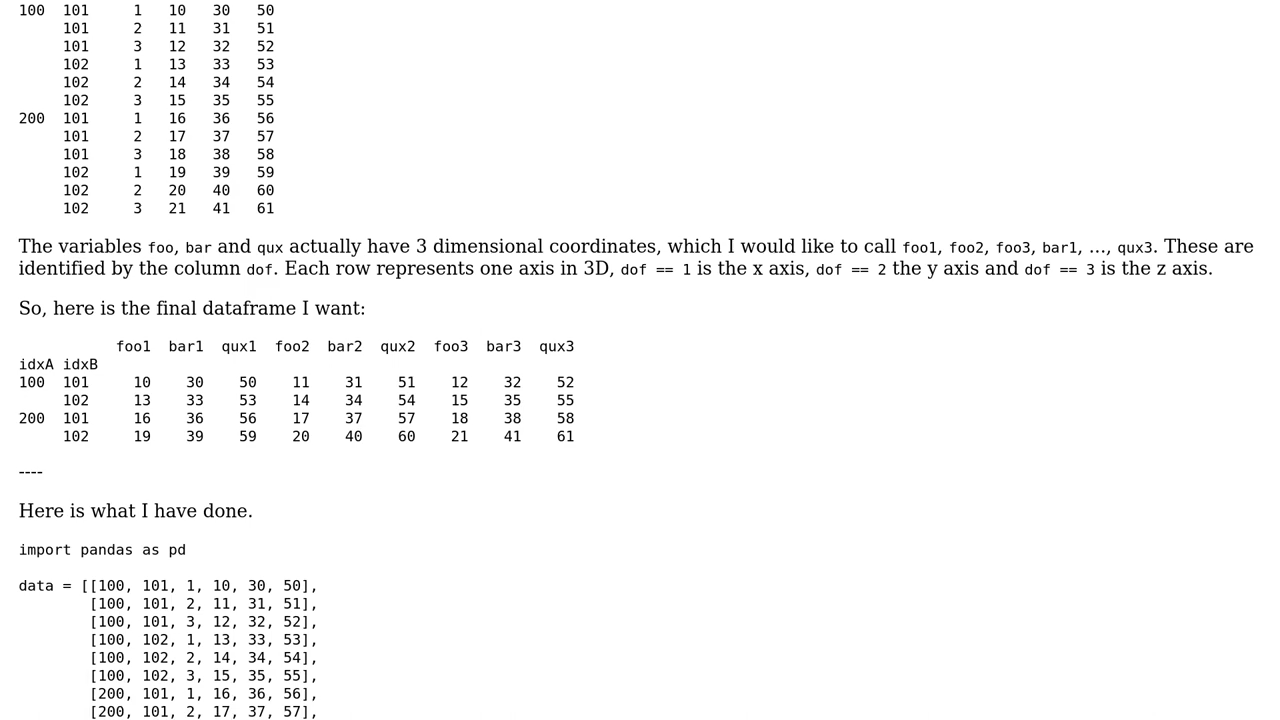 100  101     1   10   30   50
     101     2   11   31   51
     101     3   12   32   52
     102     1   13   33   53
     102     2   14   34   54
     102     3   15   35   55
200  101     1   16   36   56
     101     2   17   37   57
     101     3   18   38   58
     102     1   19   39   59
     102     2   20   40   60
     102     3   21   41   61
The variables foo, bar and qux actually have 3 dimensional coordinates, which I would like to call foo1, foo2, foo3, bar1, ..., qux3. These are
identified by the column dof. Each row represents one axis in 3D, dof == 1 is the x axis, dof == 2 the y axis and dof == 3 is the z axis.
So, here is the final dataframe I want:
           foo1  bar1  qux1  foo2  bar2  qux2  foo3  bar3  qux3
idxA idxB
100  101     10    30    50    11    31    51    12    32    52
     102     13    33    53    14    34    54    15    35    55
200  101     16    36    56    17    37    57    18    38    58
     102     19    39    59    20    40    60    21    41    61
----
Here is what I have done.
import pandas as pd
data = [[100, 101, 1, 10, 30, 50],
        [100, 101, 2, 11, 31, 51],
        [100, 101, 3, 12, 32, 52],
        [100, 102, 1, 13, 33, 53],
        [100, 102, 2, 14, 34, 54],
        [100, 102, 3, 15, 35, 55],
        [200, 101, 1, 16, 36, 56],
        [200, 101, 2, 17, 37, 57],